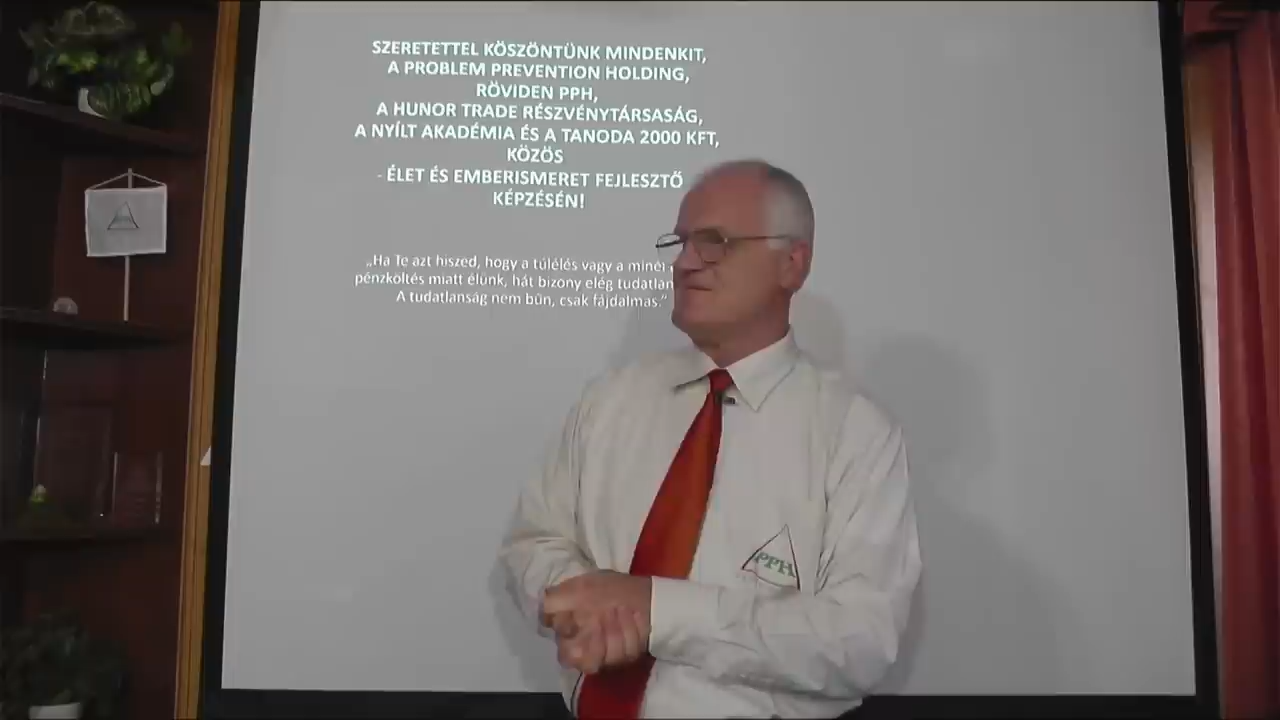 SZERETETTEL KÖSZÖNTÜNK MINDENKIT,
A PROBLEM PREVENTION HOLDING,
RÖVIDEN PPH,
A HUNOR TRADE RÉSZVÉNYTÁRSASÁG,
A NYÍLT AKADÉMIA ÉS A TANODA 2000 KFT,
KÖZÖS
- ÉLET ÉS EMBERISMERET FEJLESZTŐ
KÉPZÉSÉN!
„Ha Te azt hiszed, hogy a túlélés vagy a minél
pénzköltés miatt élünk, hát bizony elég
A tudatlanság nem bűn, csak fájdalmas.”
PPH